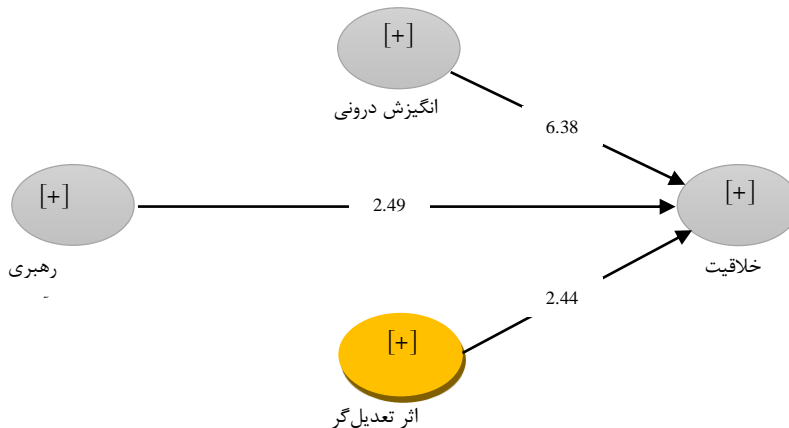 [+]
انگیزش درونی
6.38
[+]
2.49
[+]
رهبری
خلاقیت
2.44
[+]
اثر تعدیل‌گر